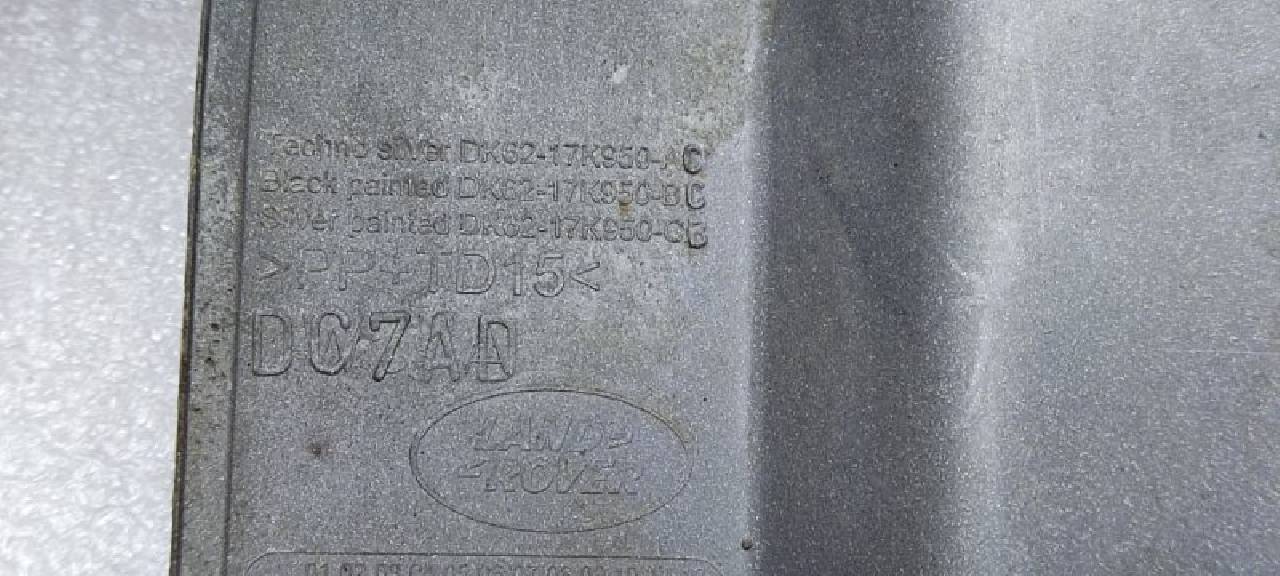 Techno silver DK62-17K950-AC
Black painted DK62-17K950-BC
Silver painted DK62-17K950-CB
>PP+TD15<
DC7AD
LAND
ROVER